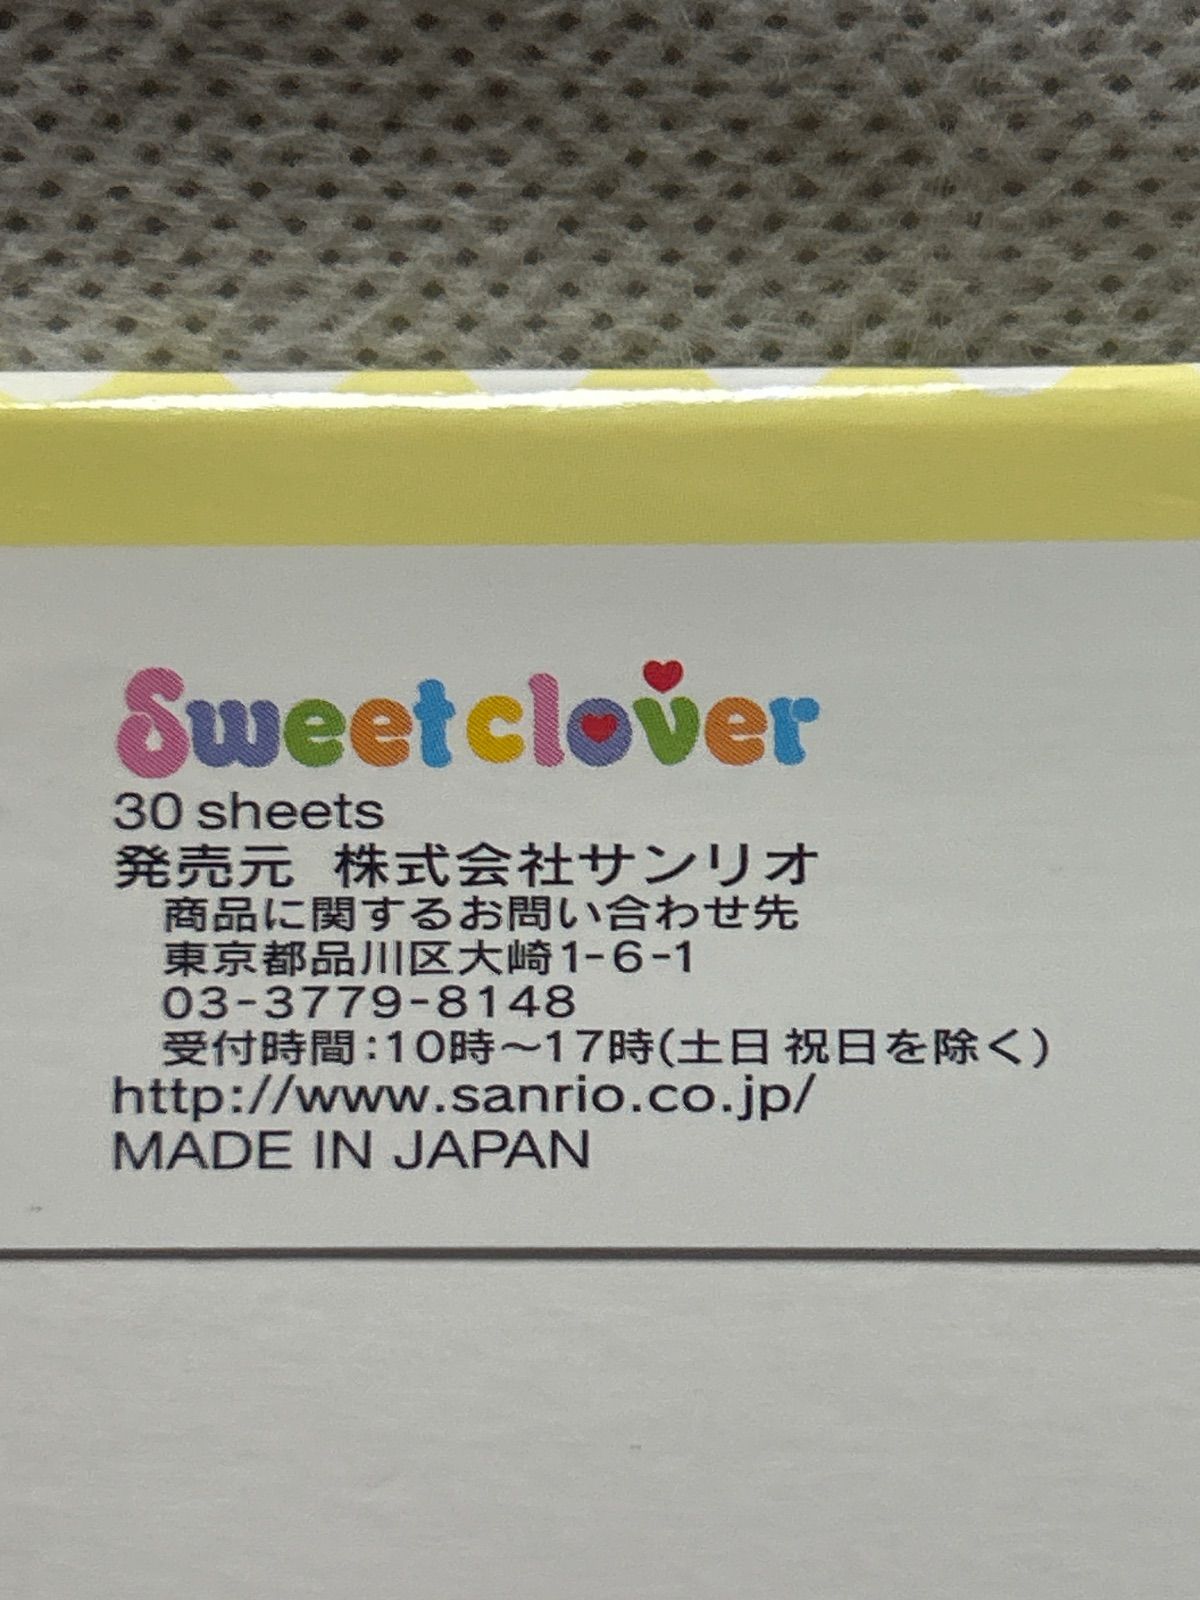 Sweet clover
30 sheets
発売元 株式会社サンリオ
商品に関するお問い合わせ先
東京都品川区大崎1-6-1
03-3779-8148
受付時間:10時～17時(土日 祝日を除く)
http://www.sanrio.co.jp/
MADE IN JAPAN